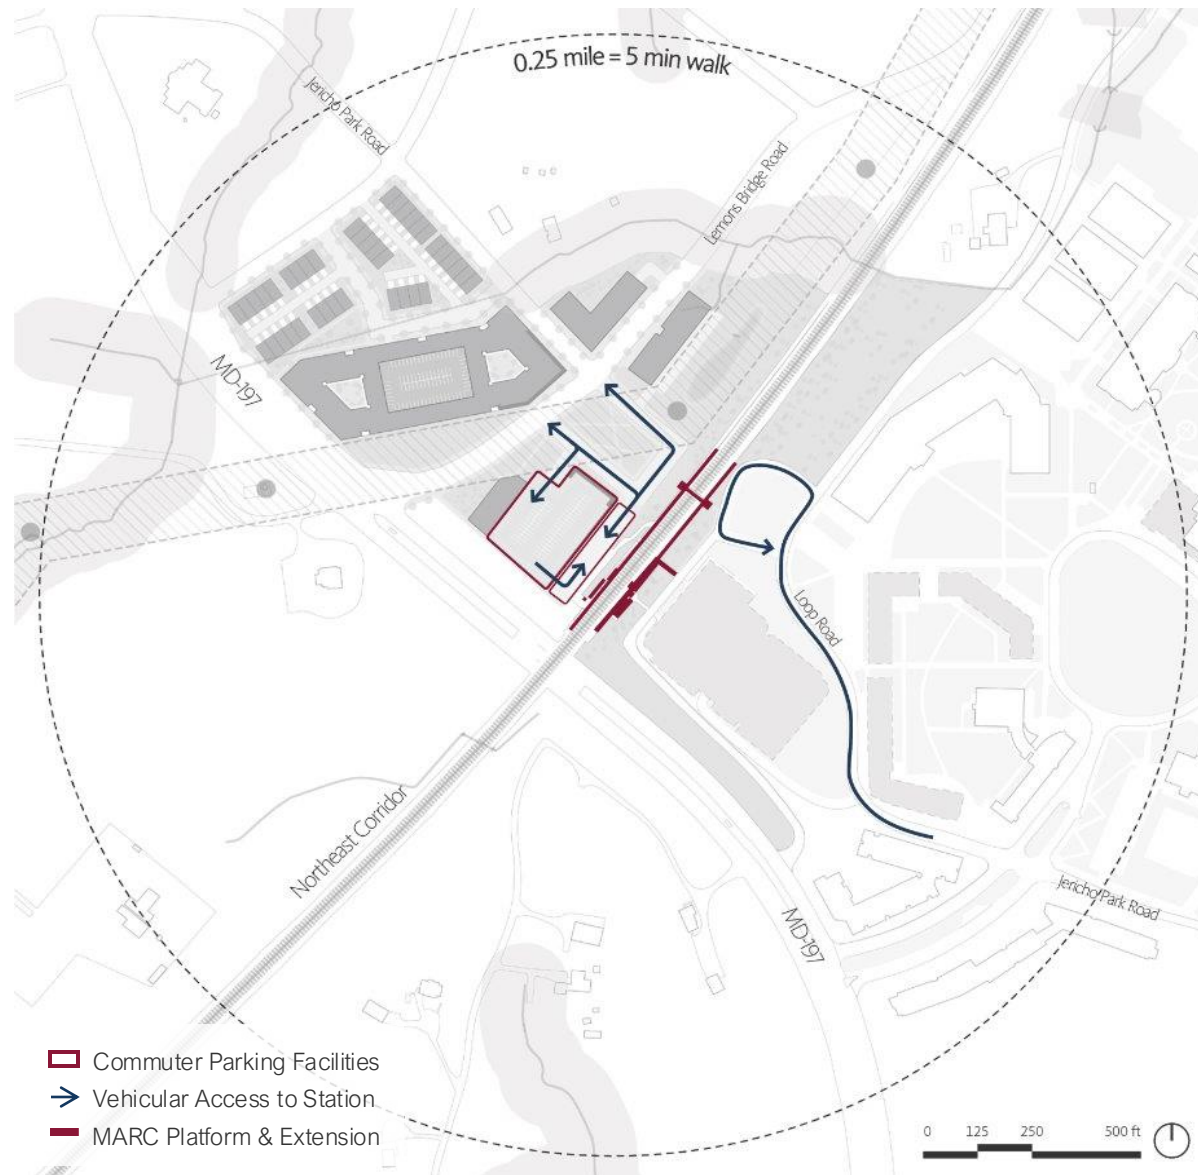 0.25 mile = 5 min walk
Jericho Park Road
Lemons Bridge Road
MD-197
Loop Road
Northeast Corridor
Jericho Park Road
MD-197
Commuter Parking Facilities
Vehicular Access to Station
MARC Platform & Extension
0 125 250 500 ft